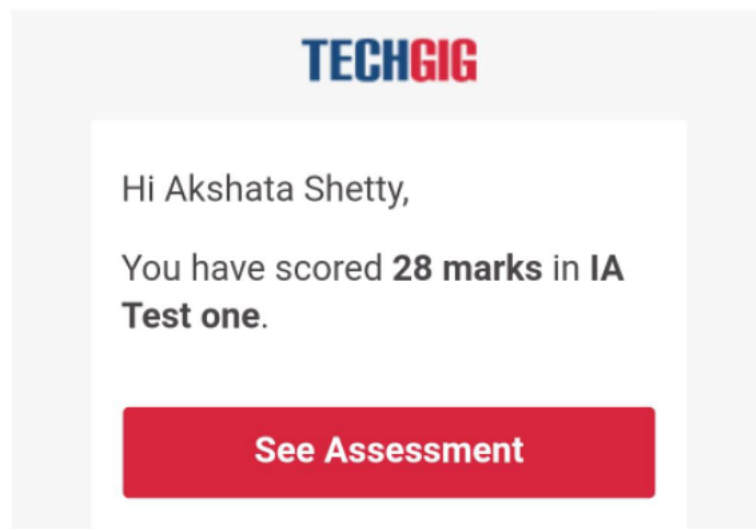 TECHGIG
Hi Akshata Shetty,
You have scored 28 marks in IA
Test one.
See Assessment